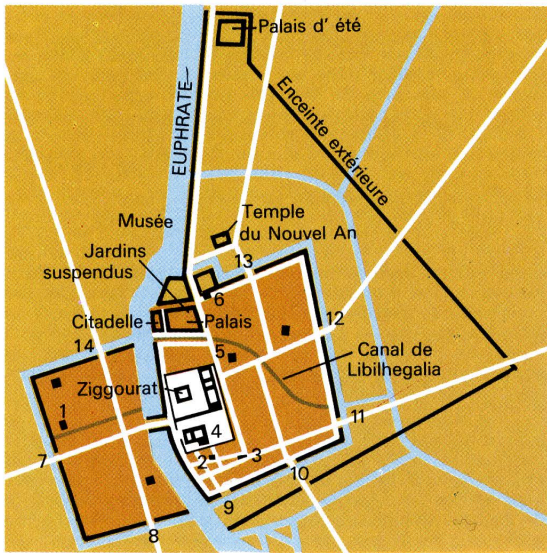 Palais d' été
EUPHRATE
Enceinte extérieure
Musée
Temple
du Nouvel An
Jardins
suspendus
13
6
Citadelle
Palais
12
14
5
Canal de
Libilhegalia
Ziggourat
1
11
4
7
2
3
10
9
8